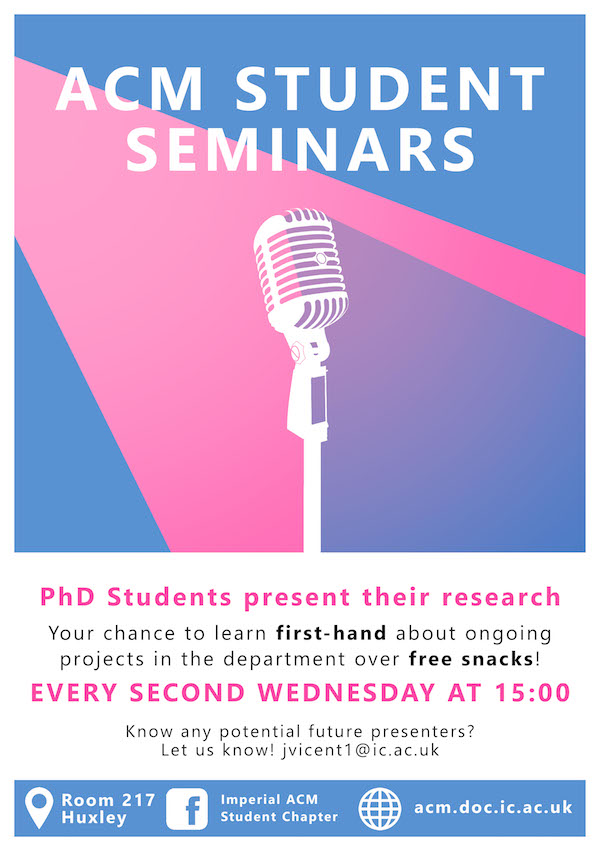 ACM STUDENT
SEMINARS
PhD Students present their research
Your chance to learn first-hand about ongoing
projects in the department over free snacks!
EVERY SECOND WEDNESDAY AT 15:00
Know any potential future presenters?
Let us know! jvicent1@ic.ac.uk
Room 217
Huxley
f
Imperial ACM
Student Chapter
acm.doc.ic.ac.uk